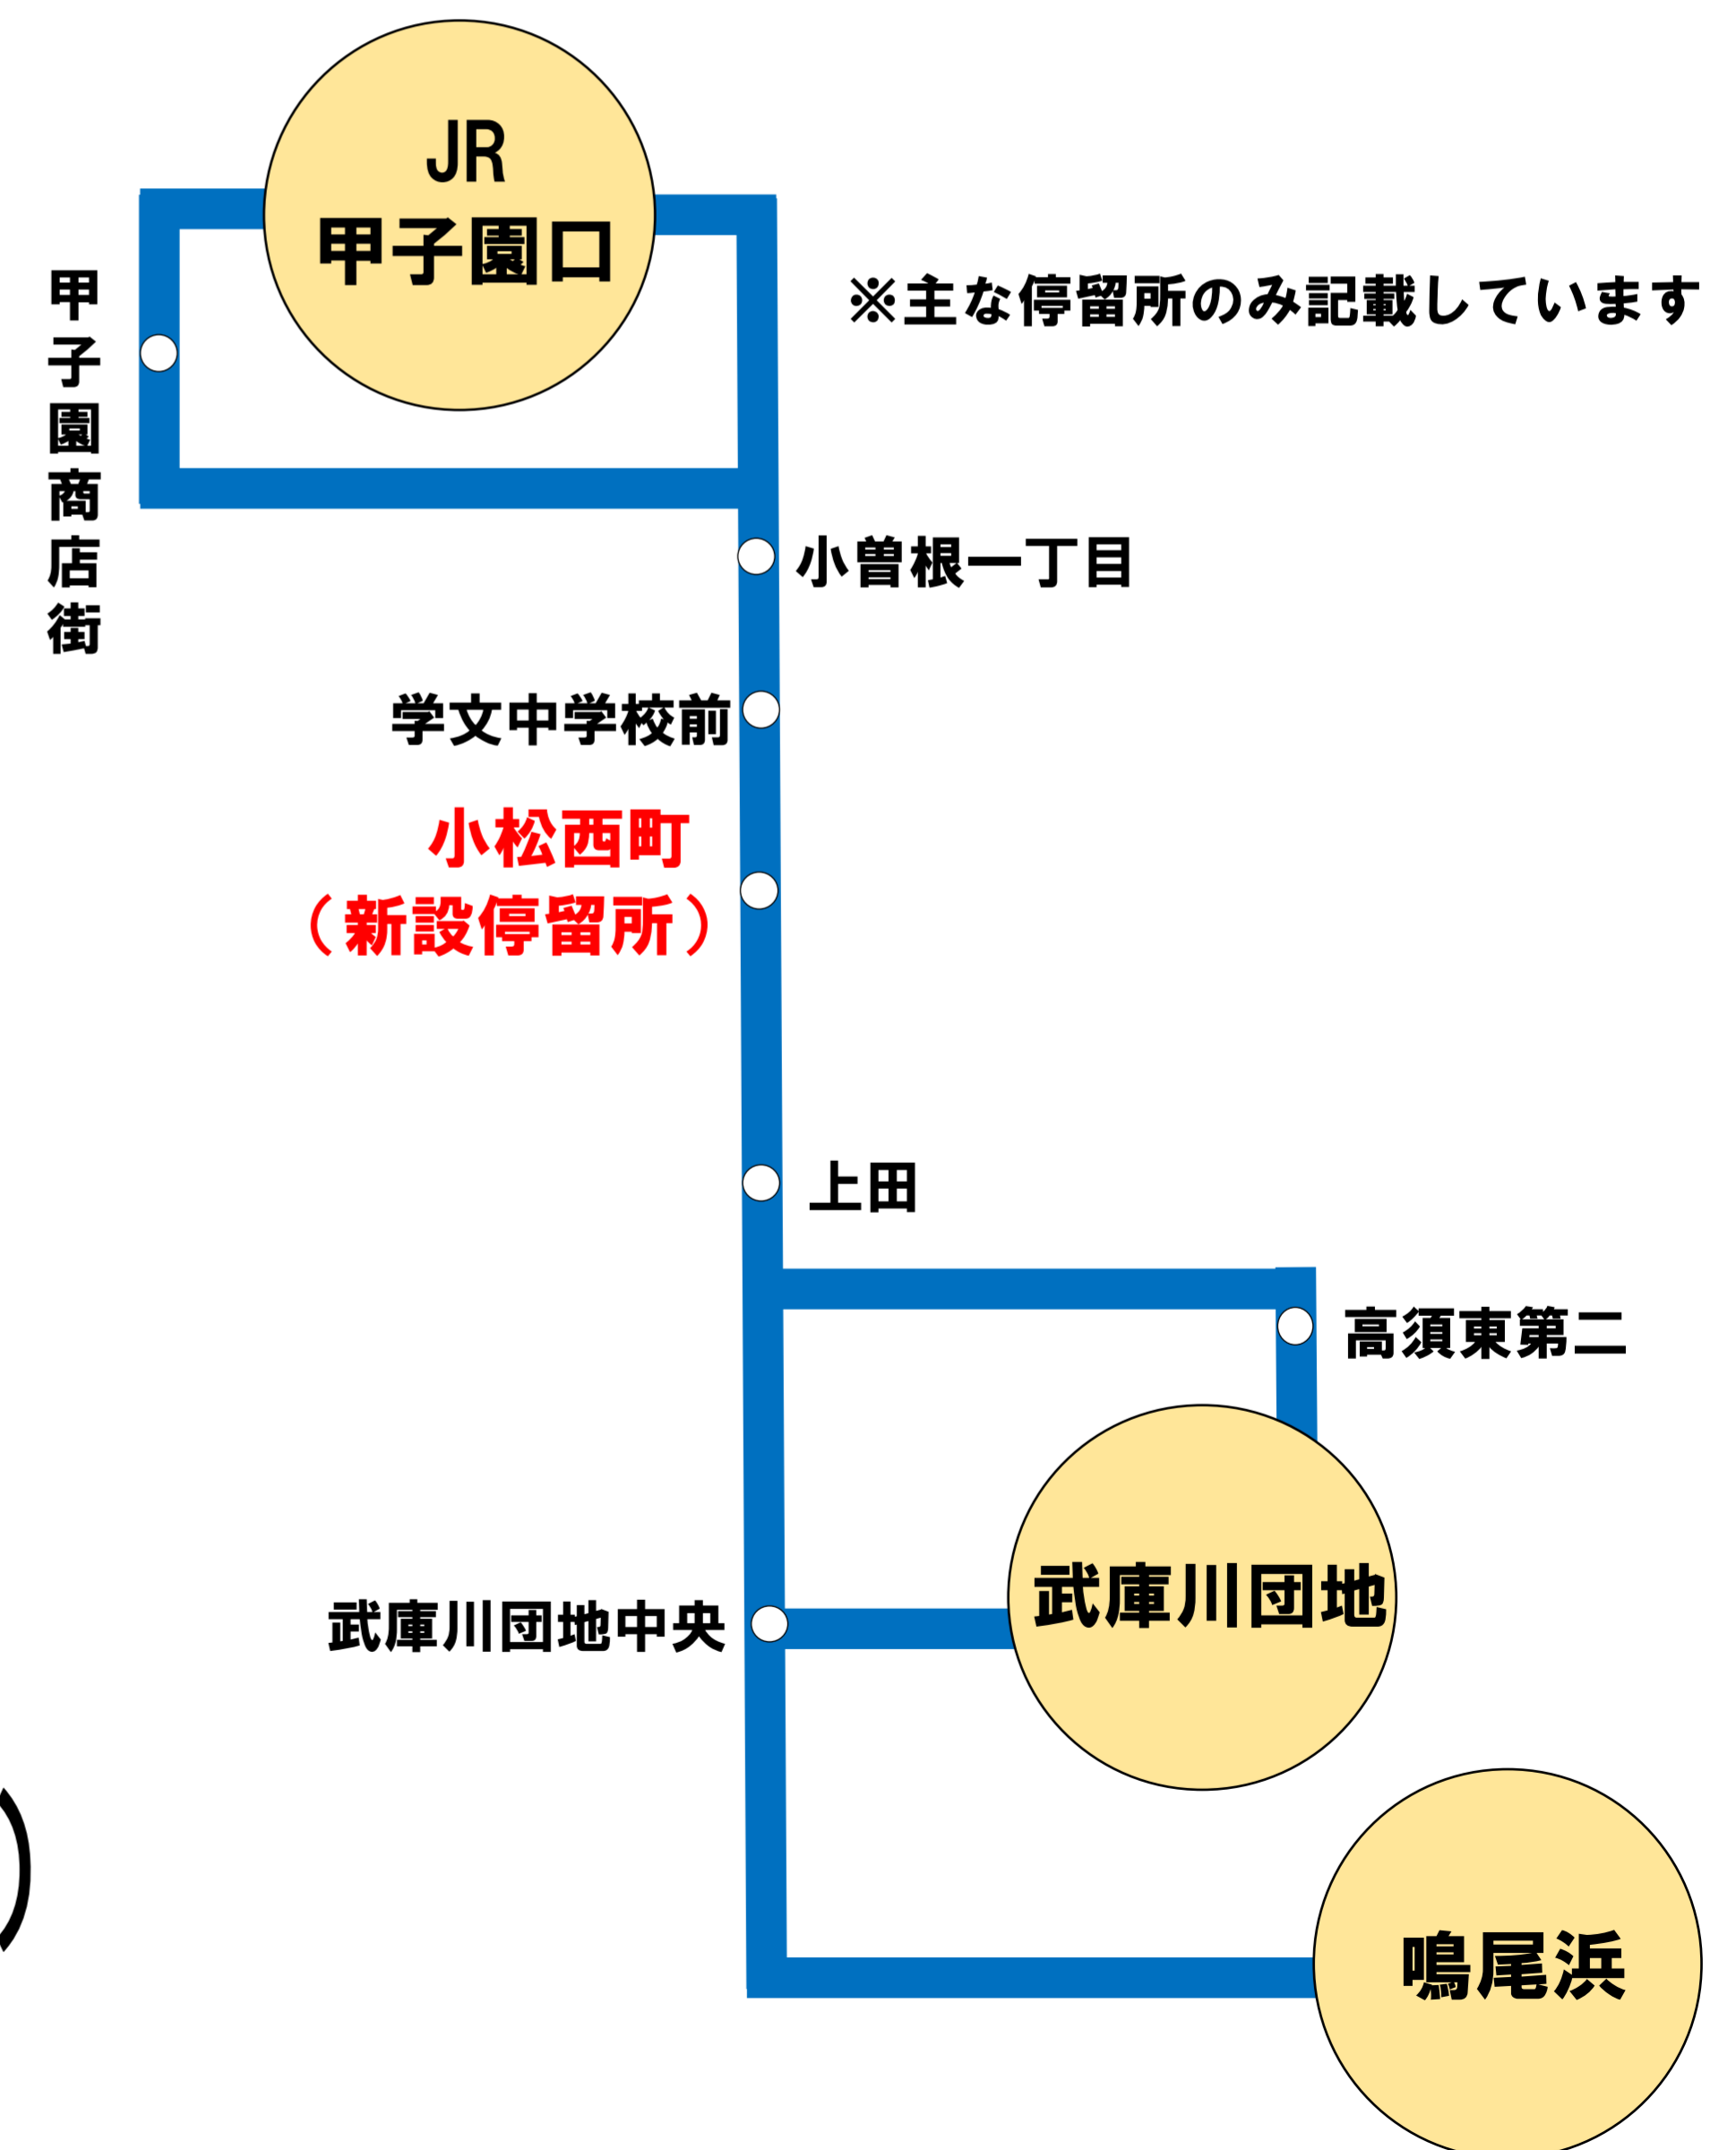 JR
甲子園口
※主な停留所のみ記載しています
甲子園商店街
小曽根一丁目
学文中学校前
小松西町
（新設停留所）
上田
高須東第二
武庫川団地
武庫川団地中央
）
鳴尾浜